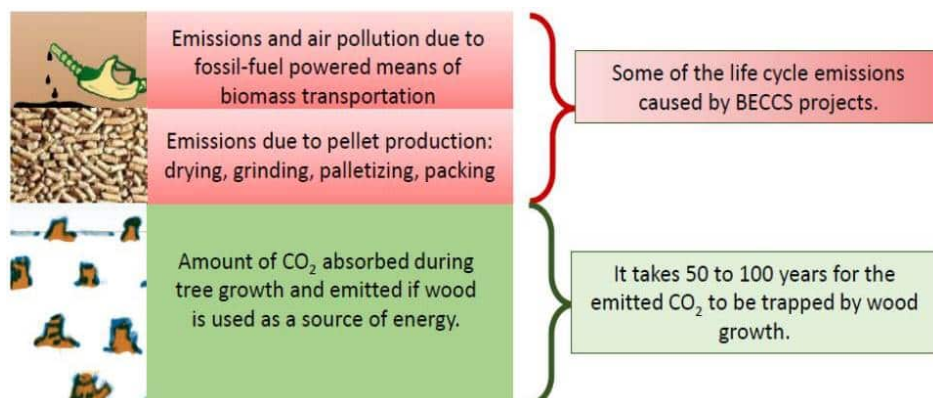 Emissions and air pollution due to
fossil-fuel powered means of
biomass transportation
Some of the life cycle emissions
caused by BECCS projects.
Emissions due to pellet production:
drying, grinding, palletizing, packing
Amount of CO₂ absorbed during
tree growth and emitted if wood
is used as a source of energy.
It takes 50 to 100 years for the
emitted CO₂ to be trapped by wood
growth.